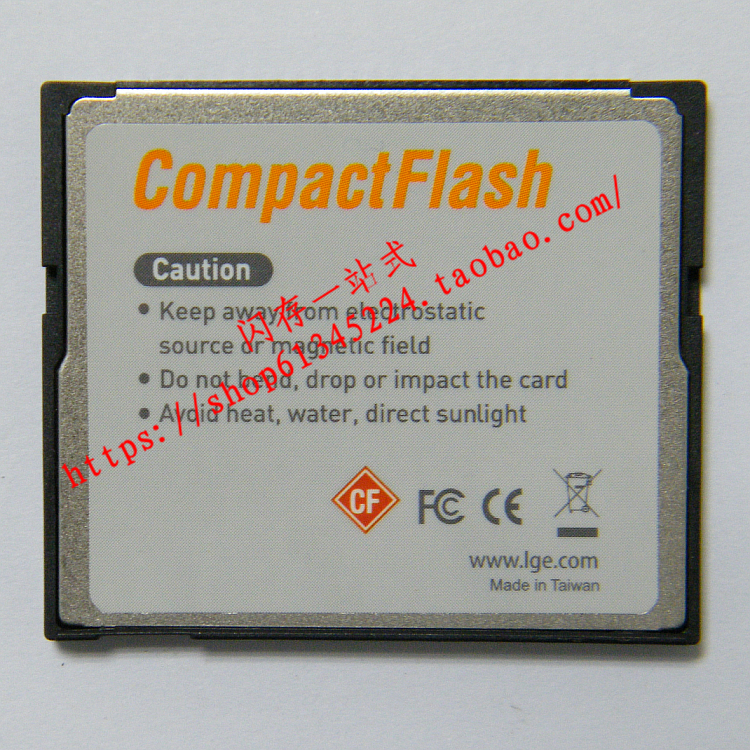 CompactFlash
Caution
• Keep away from electrostatic
source or magnetic field
• Do not bend, drop or impact the card
• Avoid heat, water, direct sunlight
闪存一站式
https://shop61345224.taobao.com/
CF
FC CE
www.lge.com
Made in Taiwan